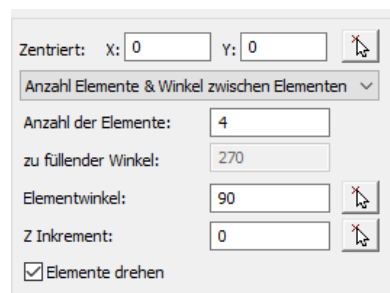 Zentriert: X: 0 Y: 0
Anzahl Elemente & Winkel zwischen Elementen
Anzahl der Elemente: 4
zu füllender Winkel: 270
Elementwinkel: 90
Z Inkrement: 0
Elemente drehen